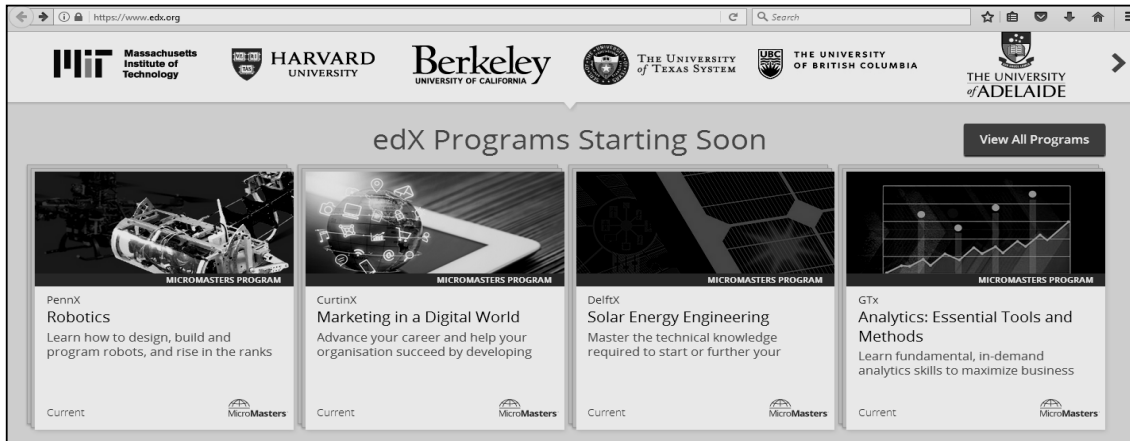 https://www.edx.org
Search
Massachusetts
Institute of
Technology
HARVARD
UNIVERSITY
Berkeley
UNIVERSITY OF CALIFORNIA
THE UNIVERSITY
of TEXAS SYSTEM
UBC
THE UNIVERSITY
OF BRITISH COLUMBIA
THE UNIVERSITY
of ADELAIDE
edX Programs Starting Soon
View All Programs
MICROMASTERS PROGRAM
PennX
Robotics
Learn how to design, build and
program robots, and rise in the ranks
Current
MicroMasters
MICROMASTERS PROGRAM
CurtinX
Marketing in a Digital World
Advance your career and help your
organisation succeed by developing
Current
MicroMasters
MICROMASTERS PROGRAM
DelftX
Solar Energy Engineering
Master the technical knowledge
required to start or further your
Current
MicroMasters
MICROMASTERS PROGRAM
GTx
Analytics: Essential Tools and
Methods
Learn fundamental, in-demand
analytics skills to maximize business
Current
MicroMasters